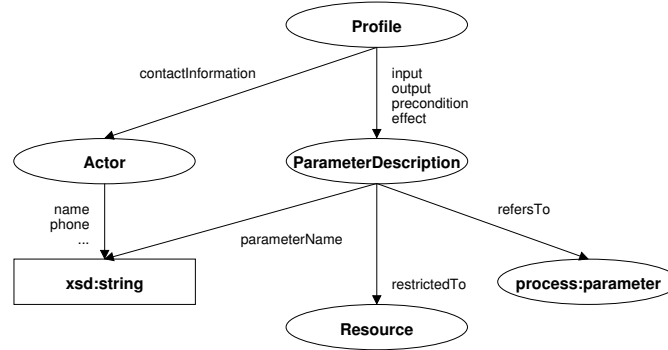 Profile
contactInformation
input
output
precondition
effect
Actor
ParameterDescription
name
phone
...
parameterName
refersTo
xsd:string
restrictedTo
process:parameter
Resource